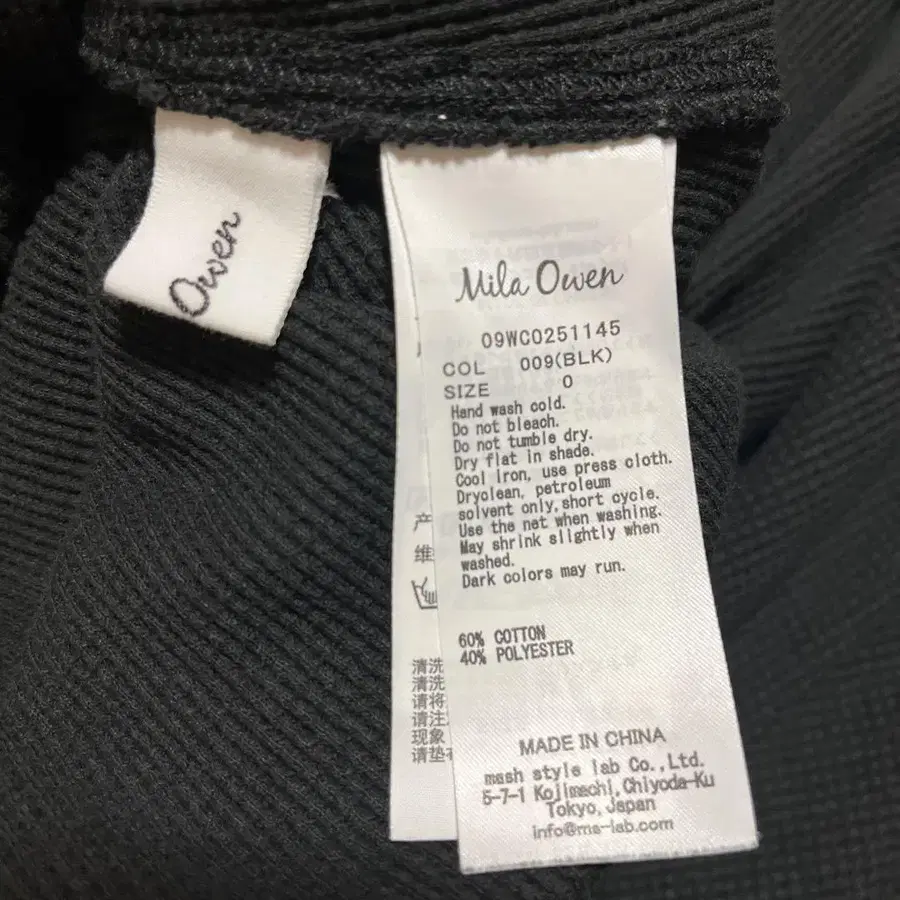 Owen
Mila Owen
09WCO251145
COL 009(BLK)
SIZE 0
Hand wash cold.
Do not bleach.
Do not tumble dry.
Dry flat in shade.
Cool iron, use press cloth.
Dryclean, petroleum
solvent only,short cycle.
Use the net when washing.
May shrink slightly when
washed.
Dark colors may run.
60% COTTON
40% POLYESTER
MADE IN CHINA
mash style lab Co.,Ltd.
5-7-1 Kojimachi,Chiyoda-Ku
Tokyo,Japan
info@ms-lab.com
产
维
清洗
清洗
请将
请注
现象
请垫